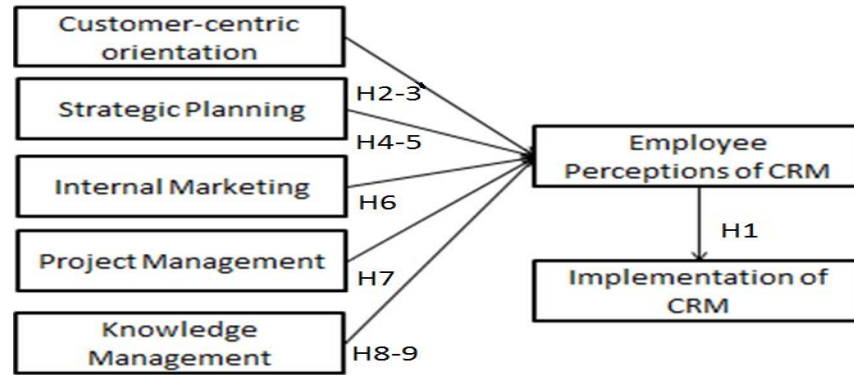 Customer-centric
orientation
H2-3
Strategic Planning
H4-5
Internal Marketing
H6
Project Management
H7
Knowledge
Management
H8-9
Employee
Perceptions of CRM
H1
Implementation of
CRM